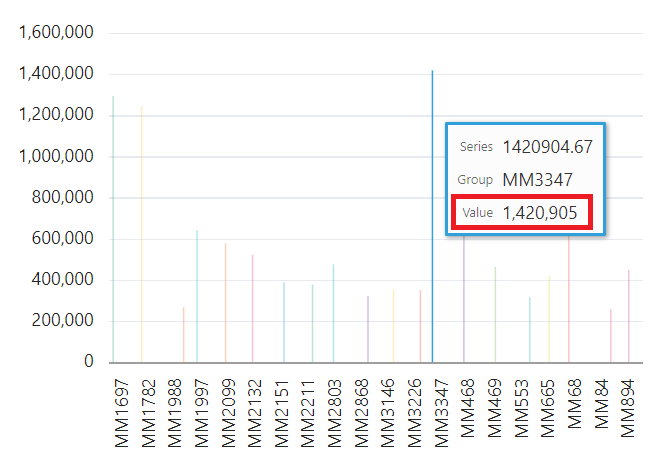 1,600,000
1,400,000
1,200,000
1,000,000
800,000
600,000
400,000
200,000
0
Series 1420904.67
Group MM3347
Value 1,420,905
MM1697
MM1782
MM1988
MM1997
MM2099
MM2132
MM2151
MM2211
MM2803
MM2868
MM3146
MM3226
MM3347
MM468
MM469
MM553
MM665
MM68
MM84
MM894